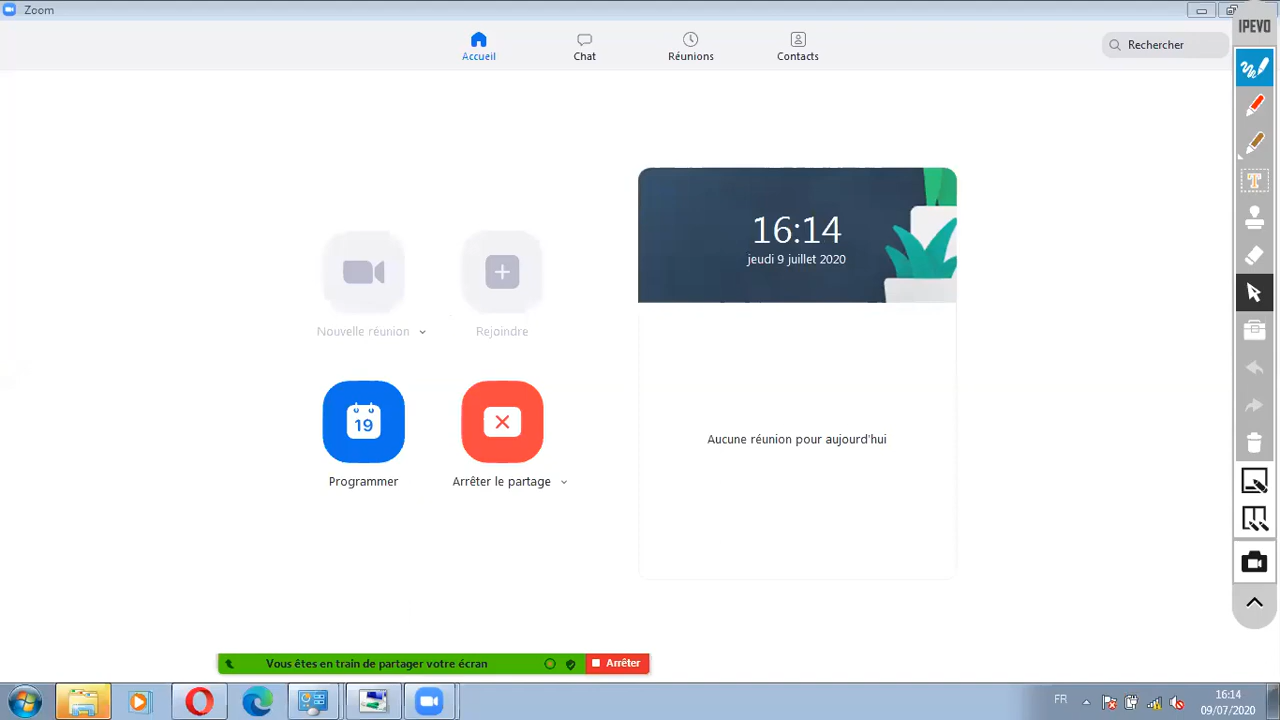 Zoom
IPEVO
Accueil
Chat
Réunions
Contacts
Rechercher
T
16:14
jeudi 9 juillet 2020
Nouvelle réunion
Rejoindre
19
Programmer
Arrêter le partage
Aucune réunion pour aujourd'hui
Vous êtes en train de partager votre écran
Arrêter
FR
16:14
09/07/2020